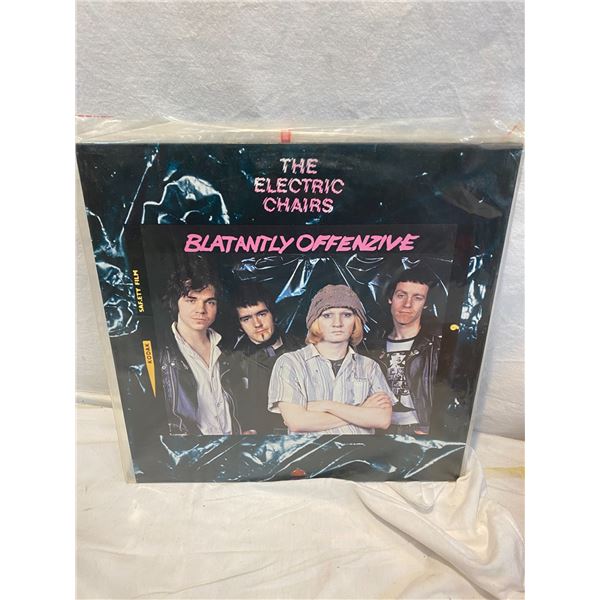 THE
ELECTRIC
CHAIRS
BLATANTLY OFFENZIVE
SAFETY FILM
KODAK